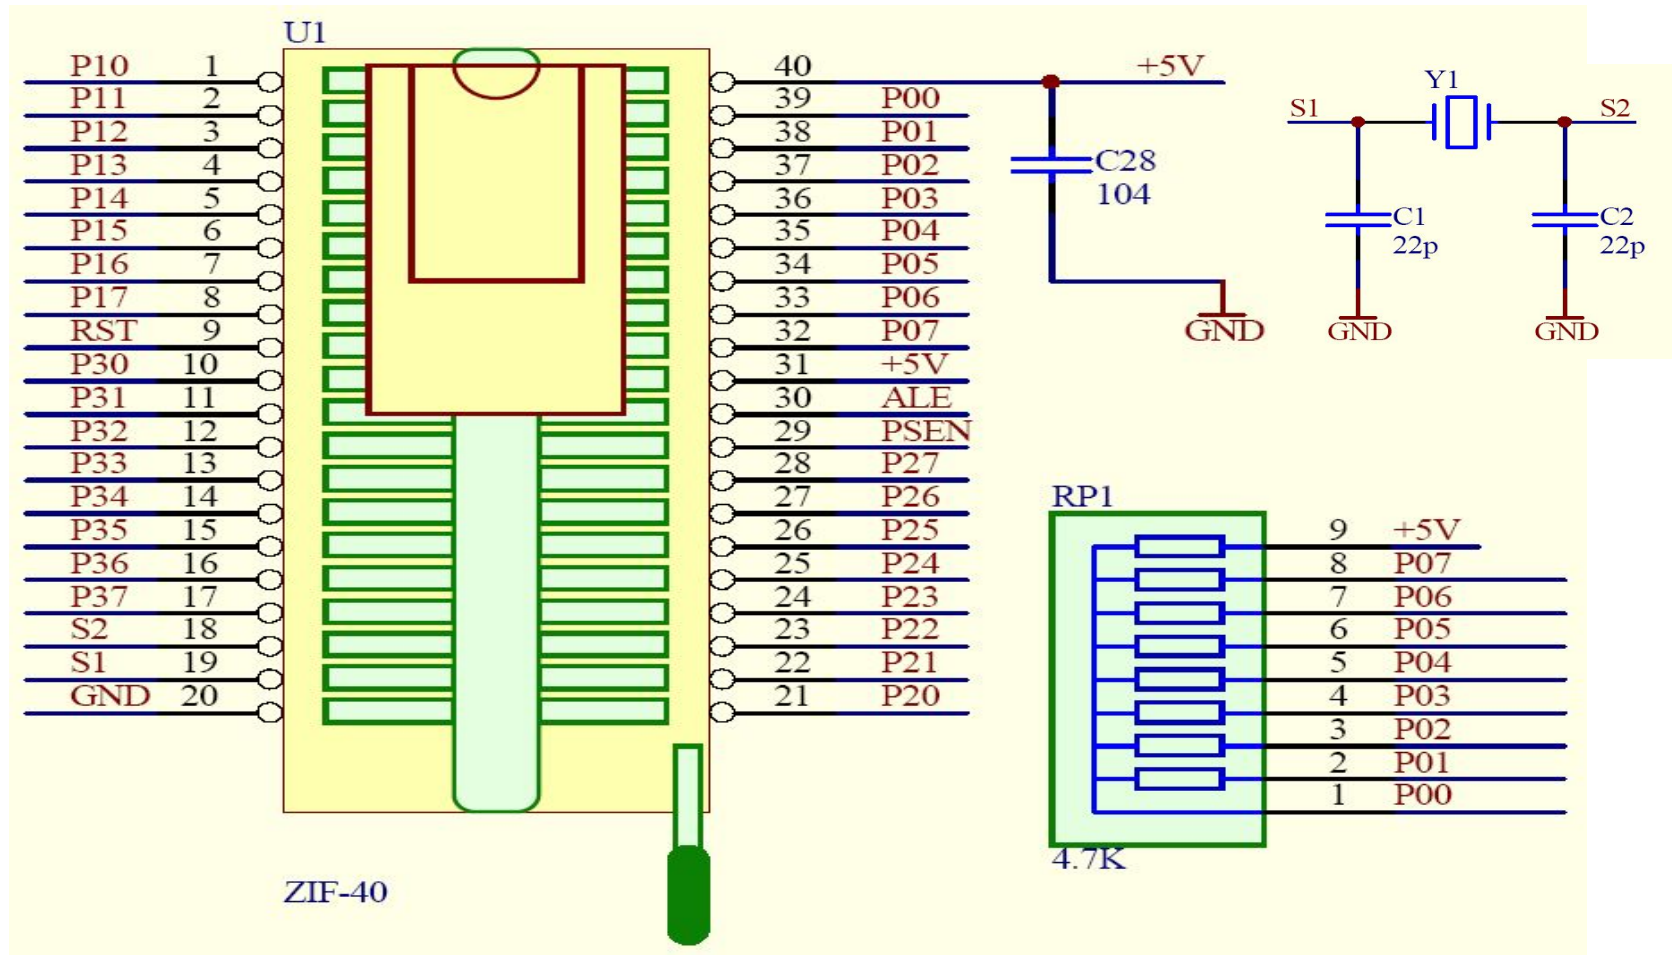 U1
P10 1
P11 2
P12 3
P13 4
P14 5
P15 6
P16 7
P17 8
RST 9
P30 10
P31 11
P32 12
P33 13
P34 14
P35 15
P36 16
P37 17
S2 18
S1 19
GND 20
40 +5V
39 P00
38 P01
37 P02
36 P03
35 P04
34 P05
33 P06
32 P07
31 +5V
30 ALE
29 PSEN
28 P27
27 P26
26 P25
25 P24
24 P23
23 P22
22 P21
21 P20
ZIF-40
C28
104
GND
Y1
S1 S2
C1
22p
C2
22p
GND GND
RP1
9 +5V
8 P07
7 P06
6 P05
5 P04
4 P03
3 P02
2 P01
1 P00
4.7K